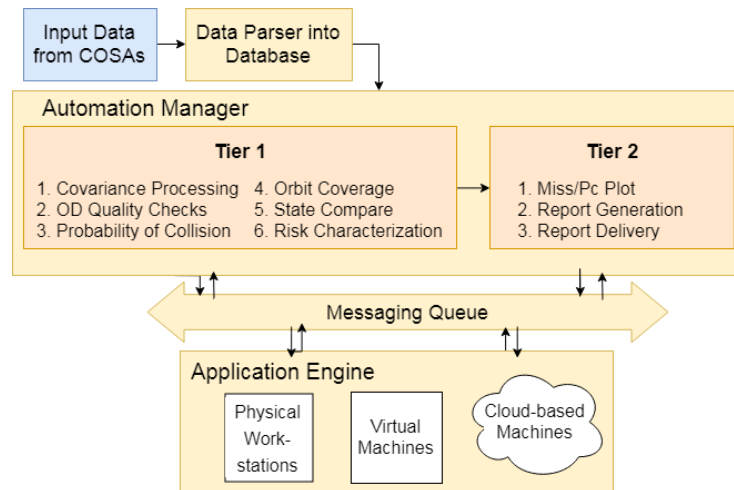 Input Data
from COSAs
Data Parser into
Database
Automation Manager
Tier 1
1. Covariance Processing
2. OD Quality Checks
3. Probability of Collision
4. Orbit Coverage
5. State Compare
6. Risk Characterization
Tier 2
1. Miss/Pc Plot
2. Report Generation
3. Report Delivery
Messaging Queue
Application Engine
Physical
Work-
stations
Virtual
Machines
Cloud-based
Machines